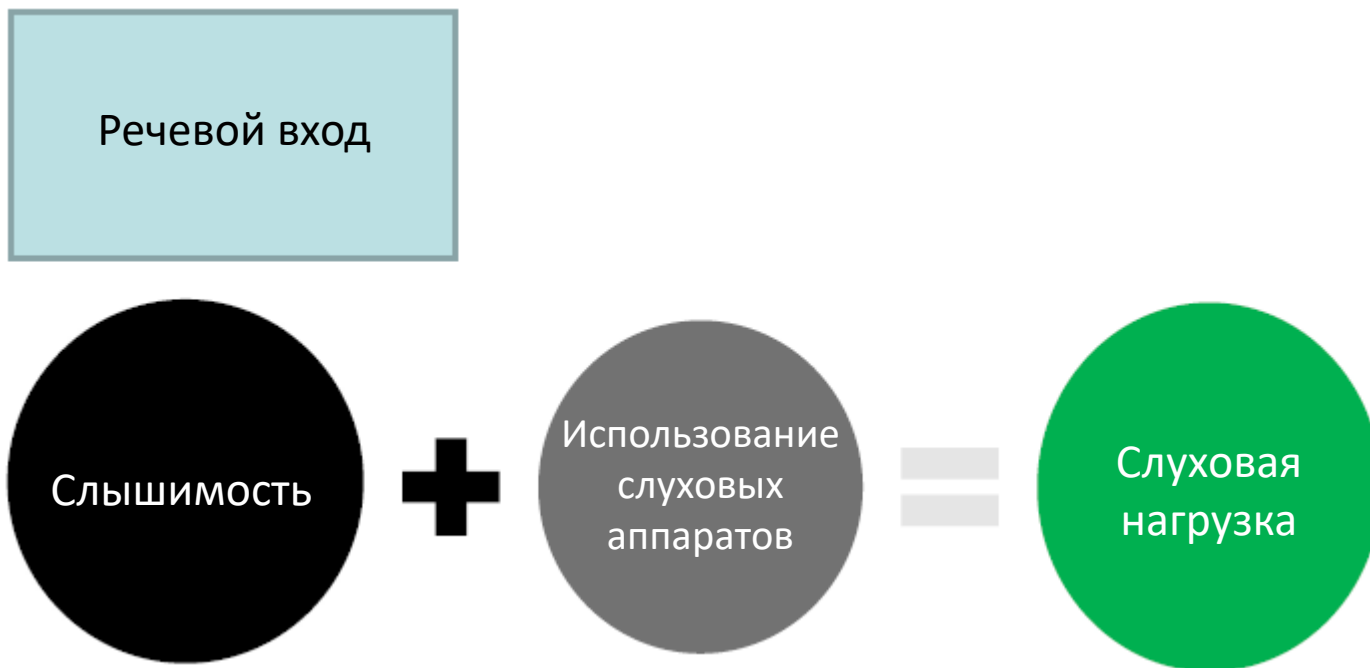 Речевой вход
Слышимость
Использование
слуховых
аппаратов
Слуховая
нагрузка